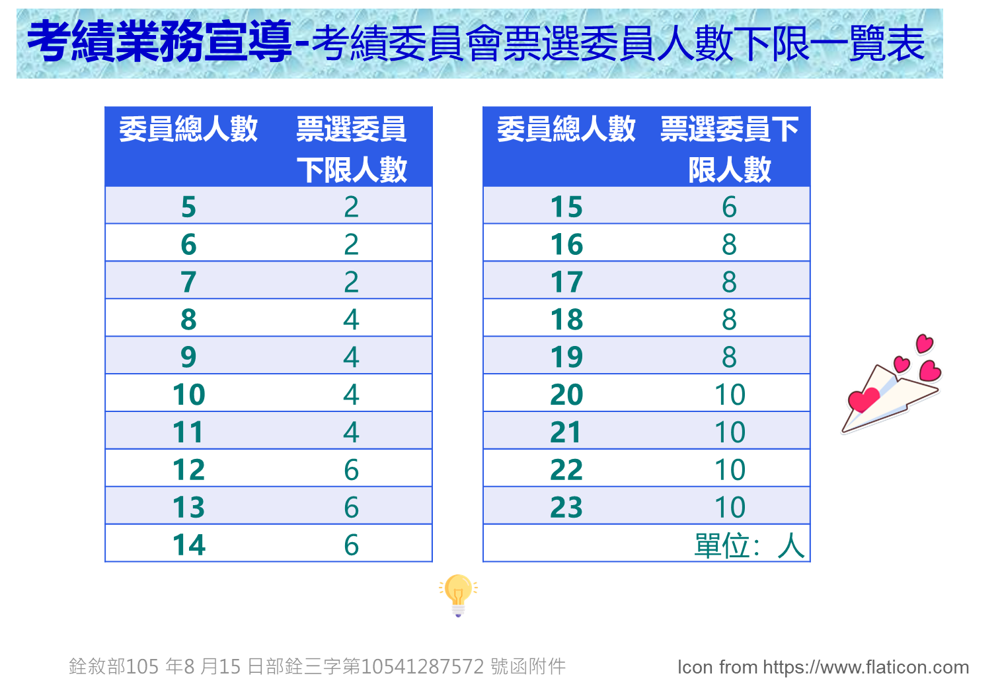 考績業務宣導-考績委員會票選委員人數下限一覽表
委員總人數 票選委員
下限人數
5 2
6 2
7 2
8 4
9 4
10 4
11 4
12 6
13 6
14 6
委員總人數 票選委員下
限人數
15 6
16 8
17 8
18 8
19 8
20 10
21 10
22 10
23 10
單位：人
銓敘部105 年8 月15 日部銓三字第10541287572 號函附件
Icon from https://www.flaticon.com